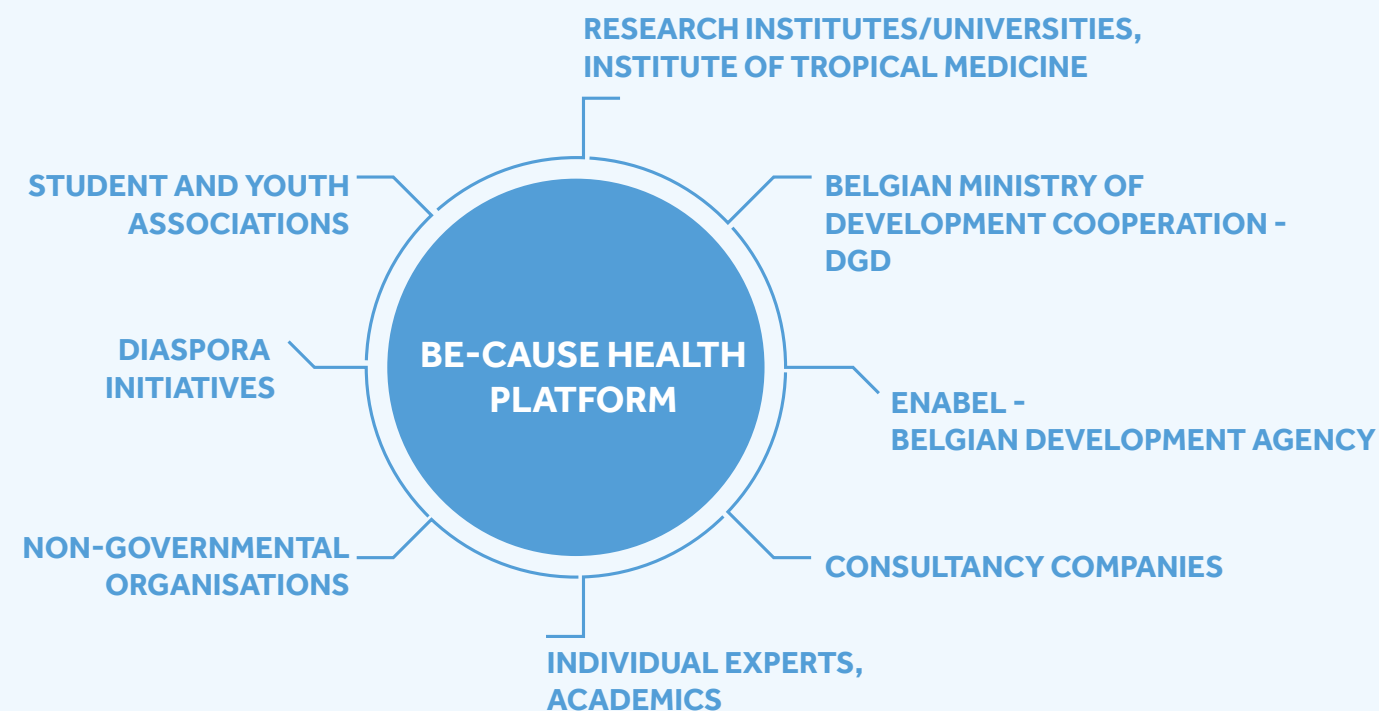 RESEARCH INSTITUTES/UNIVERSITIES,
INSTITUTE OF TROPICAL MEDICINE
STUDENT AND YOUTH
ASSOCIATIONS
BELGIAN MINISTRY OF
DEVELOPMENT COOPERATION -
DGD
DIASPORA
INITIATIVES
BE-CAUSE HEALTH
PLATFORM
ENABEL -
BELGIAN DEVELOPMENT AGENCY
NON-GOVERNMENTAL
ORGANISATIONS
CONSULTANCY COMPANIES
INDIVIDUAL EXPERTS,
ACADEMICS